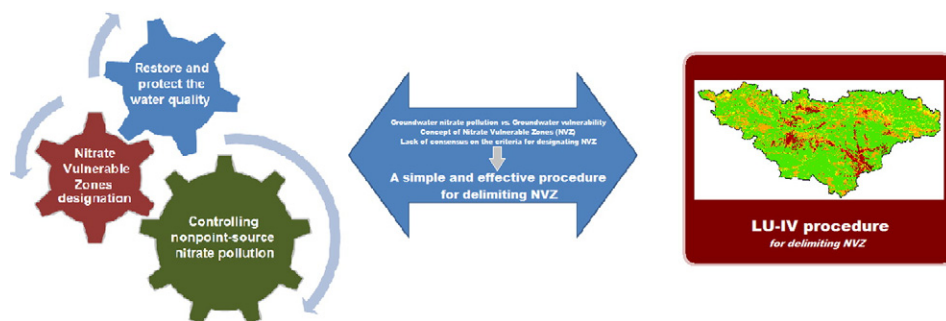 Restore and
protect the
water quality
Nitrate
Vulnerable
Zones
designation
Controlling
nonpoint-source
nitrate pollution
Groundwater nitrate pollution vs. Groundwater vulnerability
Concept of Nitrate Vulnerable Zones (NVZ)
Lack of consensus on the criteria for designating NVZ
A simple and effective procedure
for delimiting NVZ
LU-IV procedure
for delimiting NVZ